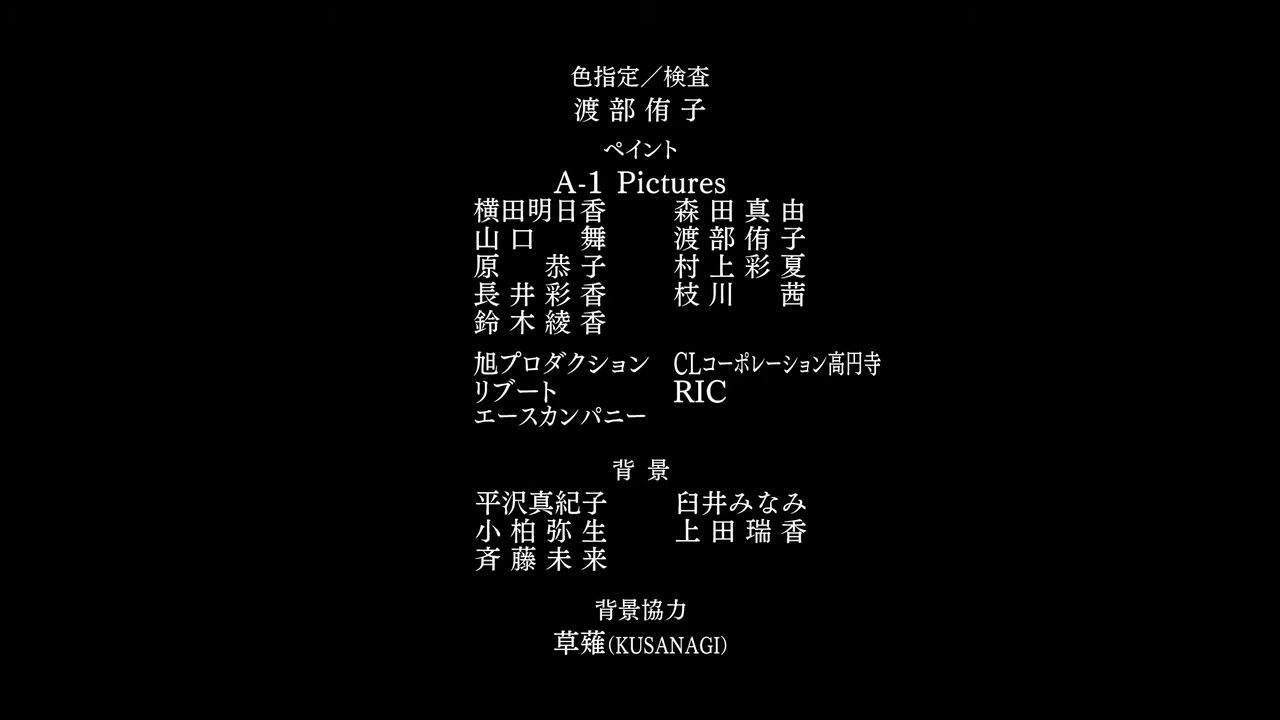 色指定／検査
渡部侑子
ペイント
A-1 Pictures
横田明日香 森田真由
山口舞 渡部侑子
原恭子 村上彩夏
長井彩香 枝川茜
鈴木綾香
旭プロダクション CLコーポレーション高円寺
リブート RIC
エースカンパニー
背景
平沢真紀子 臼井みなみ
小柏弥生 上田瑞香
斉藤未来
背景協力
草薙(KUSANAGI)